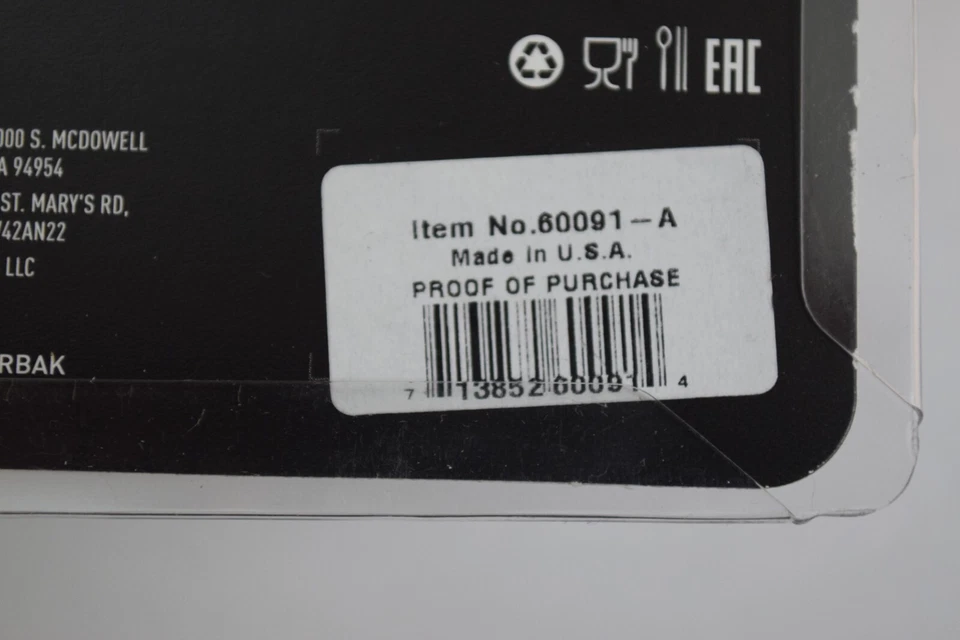 EAC
000 S. MCDOWELL
A 94954
ST. MARY'S RD,
42AN22
LLC
RBAK
Item No.60091-A
Made in U.S.A.
PROOF OF PURCHASE
7 13852 60091 4